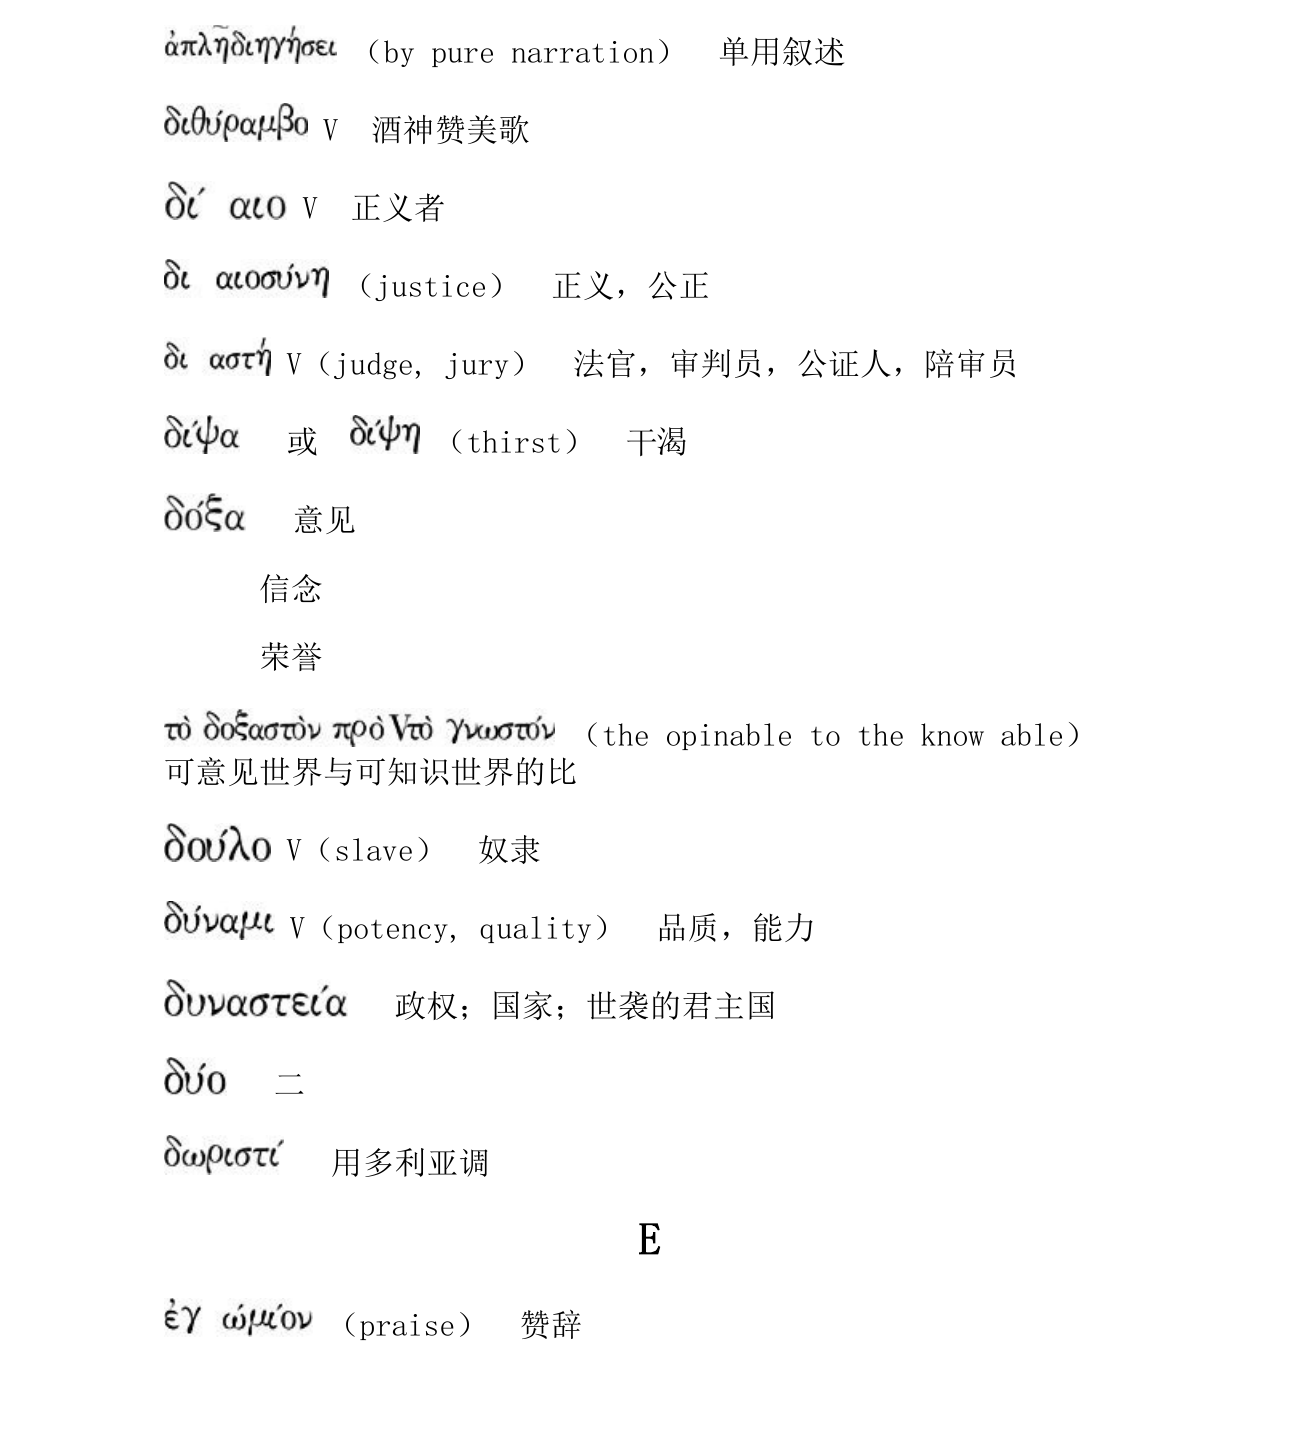 ἁπλῆδιηγήσει （by pure narration） 单用叙述
διθύραμβο V 酒神赞美歌
δί αιο V 正义者
δι αιοσύνη （justice） 正义，公正
δι αστή V（judge, jury） 法官，审判员，公证人，陪审员
δίψα 或 δίψη （thirst） 干渴
δόξα 意见
信念
荣誉
τὸ δοξαστὸν πρὸ Vτὸ γνωστόν （the opinable to the know able）
可意见世界与可知识世界的比
δούλο V（slave） 奴隶
δύναμι V（potency, quality） 品质，能力
δυναστεία 政权；国家；世袭的君主国
δύο 二
δωριστί 用多利亚调
E
ἐγ ώμίον （praise） 赞辞